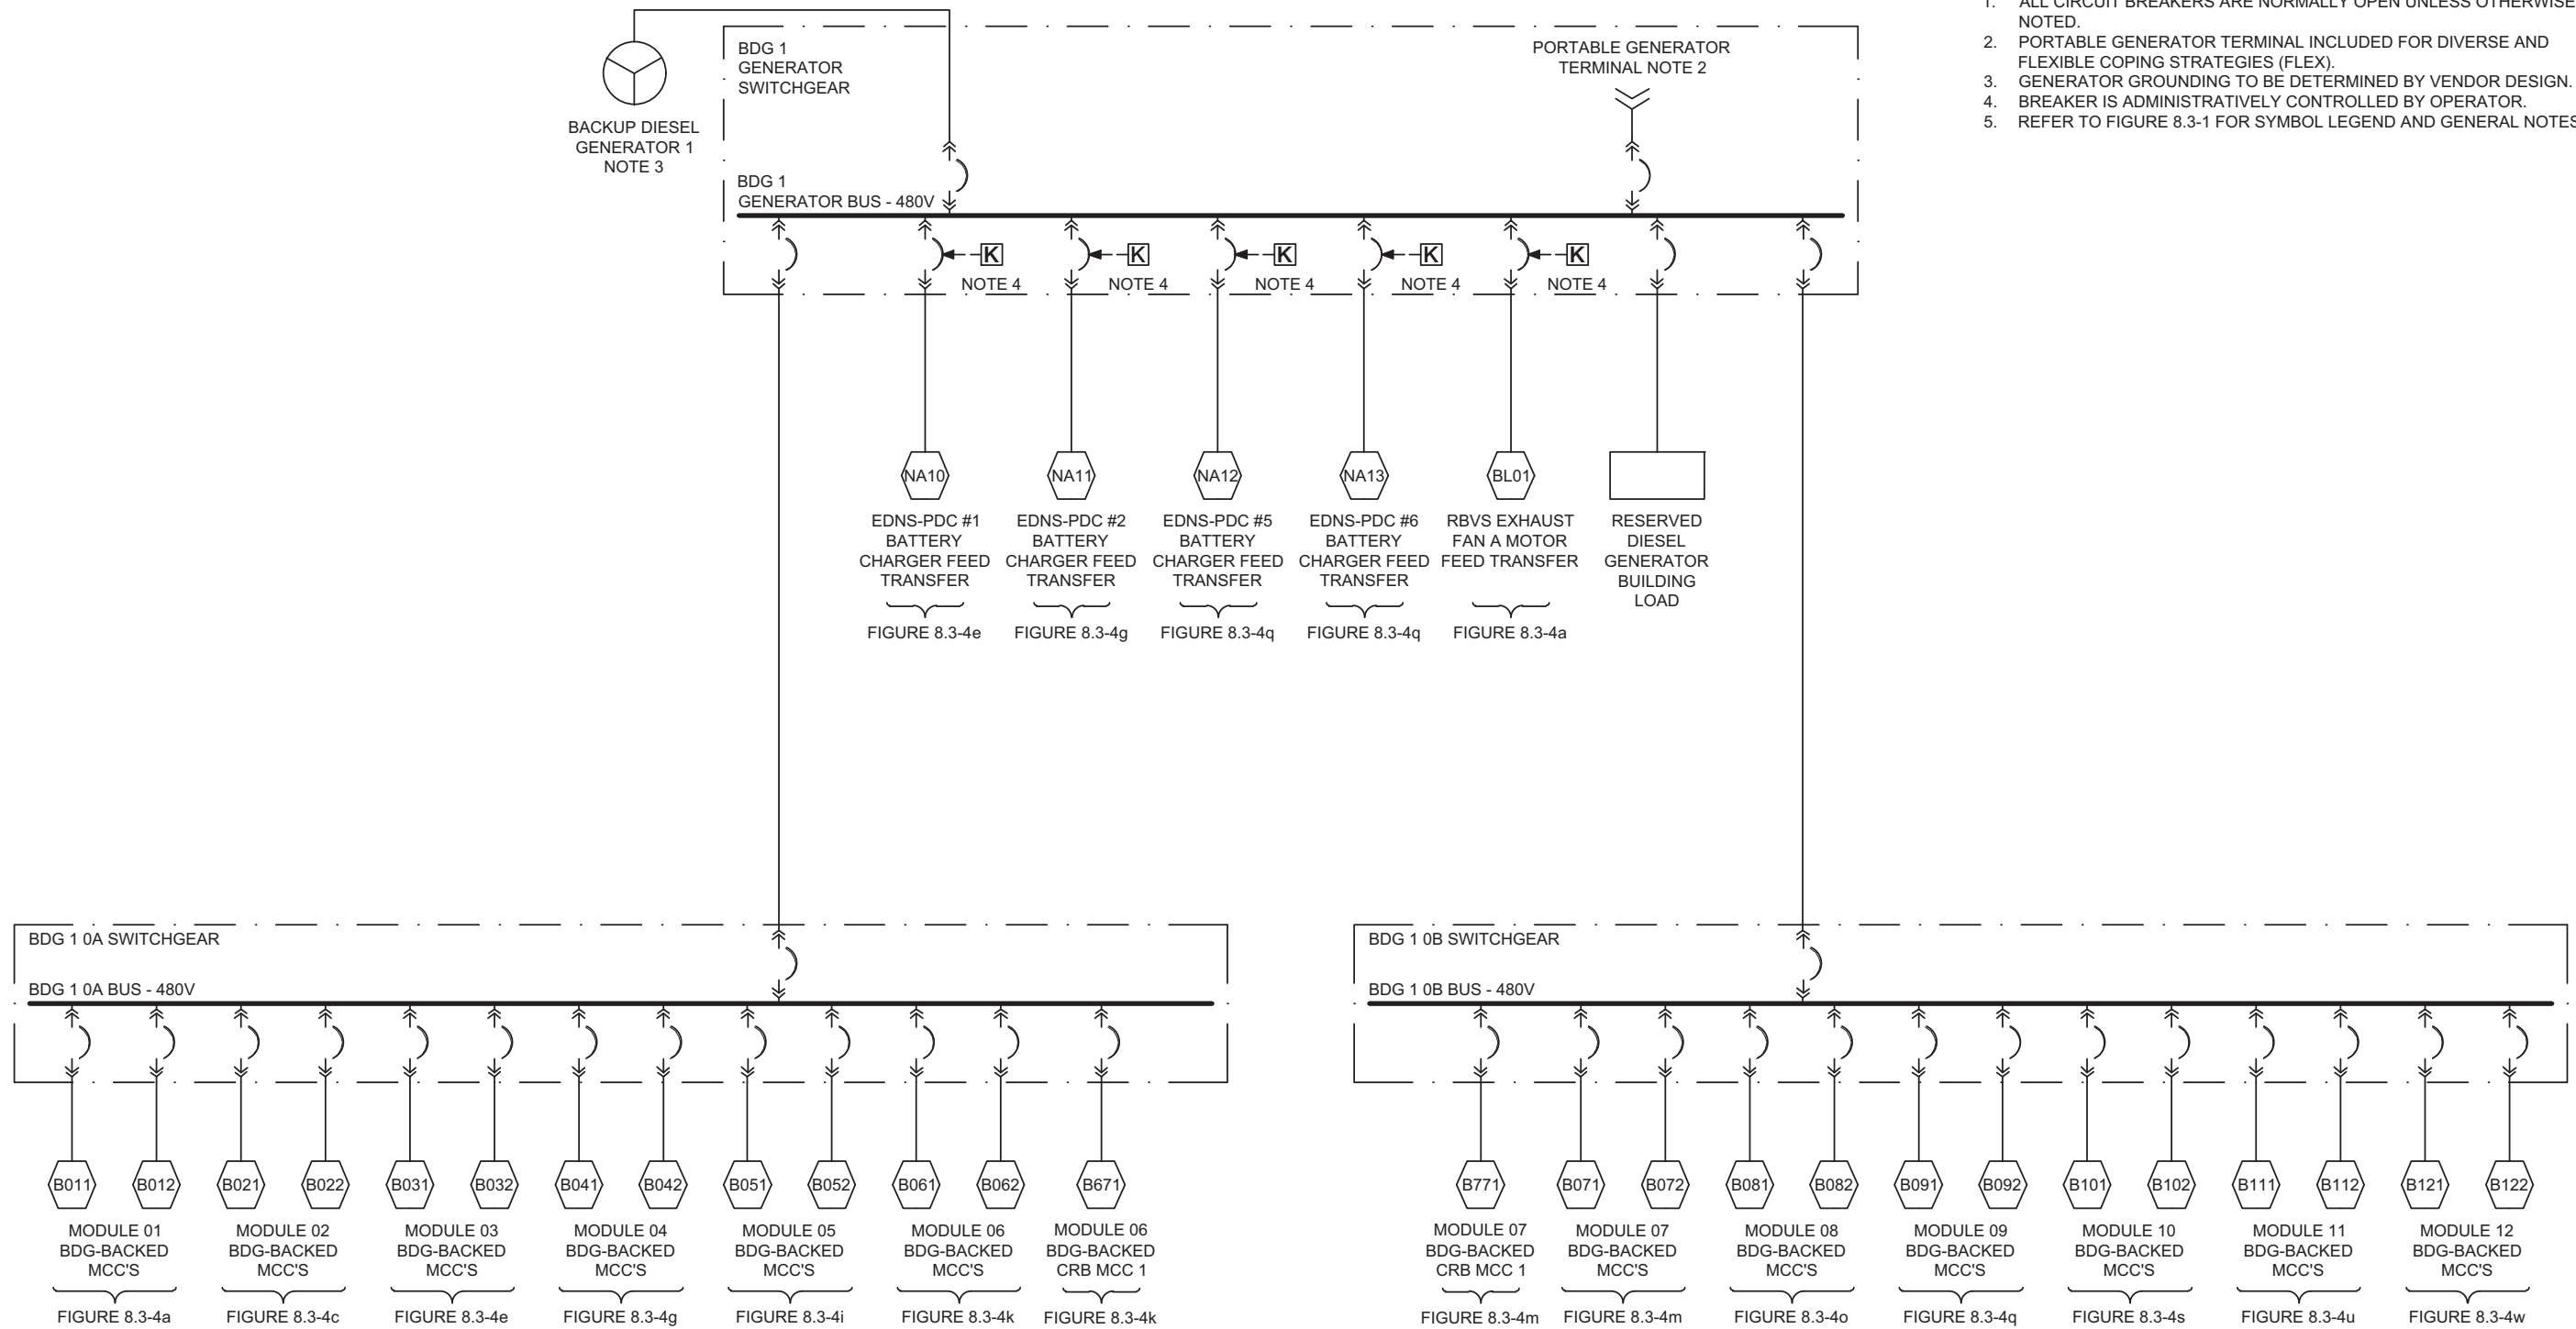 1. ALL CIRCUIT BREAKERS ARE NORMALLY OPEN UNLESS OTHERWISE
NOTED.
2. PORTABLE GENERATOR TERMINAL INCLUDED FOR DIVERSE AND
FLEXIBLE COPING STRATEGIES (FLEX).
3. GENERATOR GROUNDING TO BE DETERMINED BY VENDOR DESIGN.
4. BREAKER IS ADMINISTRATIVELY CONTROLLED BY OPERATOR.
5. REFER TO FIGURE 8.3-1 FOR SYMBOL LEGEND AND GENERAL NOTES
BACKUP DIESEL
GENERATOR 1
NOTE 3
BDG 1
GENERATOR
SWITCHGEAR
PORTABLE GENERATOR
TERMINAL NOTE 2
BDG 1
GENERATOR BUS - 480V
K
NOTE 4
K
NOTE 4
K
NOTE 4
K
NOTE 4
K
NOTE 4
NA10
EDNS-PDC #1
BATTERY
CHARGER FEED
TRANSFER
FIGURE 8.3-4e
NA11
EDNS-PDC #2
BATTERY
CHARGER FEED
TRANSFER
FIGURE 8.3-4g
NA12
EDNS-PDC #5
BATTERY
CHARGER FEED
TRANSFER
FIGURE 8.3-4q
NA13
EDNS-PDC #6
BATTERY
CHARGER FEED
TRANSFER
FIGURE 8.3-4q
BL01
RBVS EXHAUST
FAN A MOTOR
FEED TRANSFER
FIGURE 8.3-4a
RESERVED
DIESEL
GENERATOR
BUILDING
LOAD
BDG 1 0A SWITCHGEAR
BDG 1 0A BUS - 480V
B011 B012
MODULE 01
BDG-BACKED
MCC'S
FIGURE 8.3-4a
B021 B022
MODULE 02
BDG-BACKED
MCC'S
FIGURE 8.3-4c
B031 B032
MODULE 03
BDG-BACKED
MCC'S
FIGURE 8.3-4e
B041 B042
MODULE 04
BDG-BACKED
MCC'S
FIGURE 8.3-4g
B051 B052
MODULE 05
BDG-BACKED
MCC'S
FIGURE 8.3-4i
B061 B062
MODULE 06
BDG-BACKED
MCC'S
FIGURE 8.3-4k
B671
MODULE 06
BDG-BACKED
CRB MCC 1
FIGURE 8.3-4k
BDG 1 0B SWITCHGEAR
BDG 1 0B BUS - 480V
B771
MODULE 07
BDG-BACKED
CRB MCC 1
FIGURE 8.3-4m
B071 B072
MODULE 07
BDG-BACKED
MCC'S
FIGURE 8.3-4m
B081 B082
MODULE 08
BDG-BACKED
MCC'S
FIGURE 8.3-4o
B091 B092
MODULE 09
BDG-BACKED
MCC'S
FIGURE 8.3-4q
B101 B102
MODULE 10
BDG-BACKED
MCC'S
FIGURE 8.3-4s
B111 B112
MODULE 11
BDG-BACKED
MCC'S
FIGURE 8.3-4u
B121 B122
MODULE 12
BDG-BACKED
MCC'S
FIGURE 8.3-4w